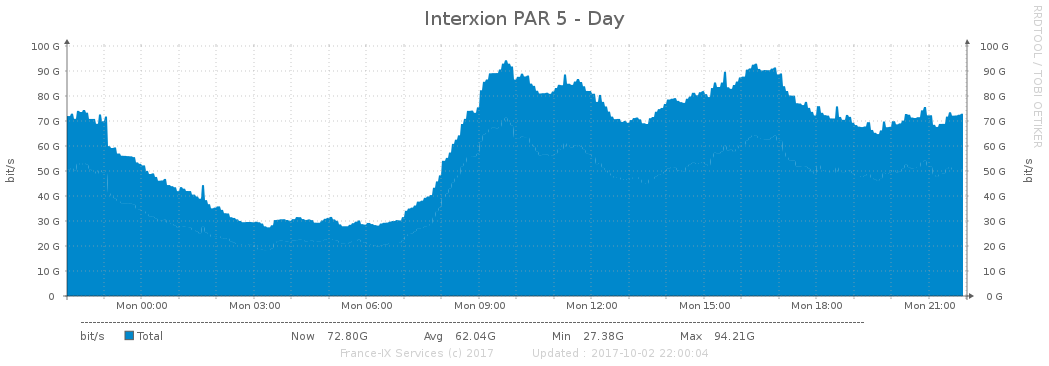 Interxion PAR 5 - Day
RRDTOOL / TOBI OETIKER
100 G 100 G
90 G 90 G
80 G 80 G
70 G 70 G
60 G 60 G
50 G 50 G
40 G 40 G
30 G 30 G
20 G 20 G
10 G 10 G
0 0 G
bit/s
bit/s
Mon 00:00 Mon 03:00 Mon 06:00 Mon 09:00 Mon 12:00 Mon 15:00 Mon 18:00 Mon 21:00
bit/s Total Now 72.80G Avg 62.04G Min 27.38G Max 94.21G
France-IX Services (c) 2017 Updated : 2017-10-02 22:00:04